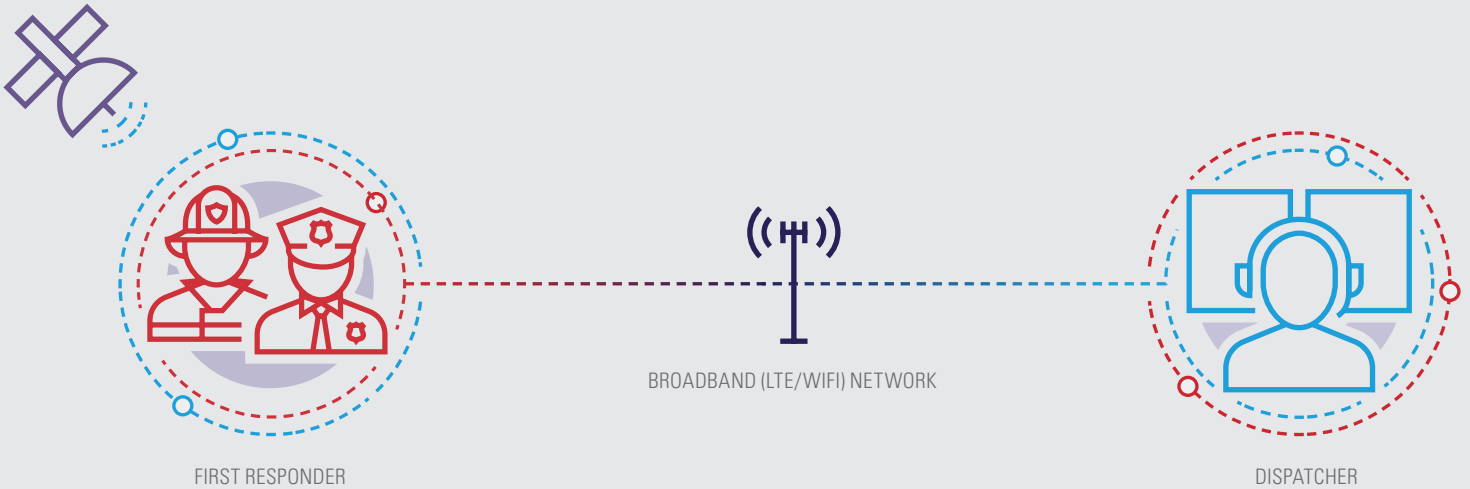 BROADBAND (LTE/WIFI) NETWORK
FIRST RESPONDER
DISPATCHER